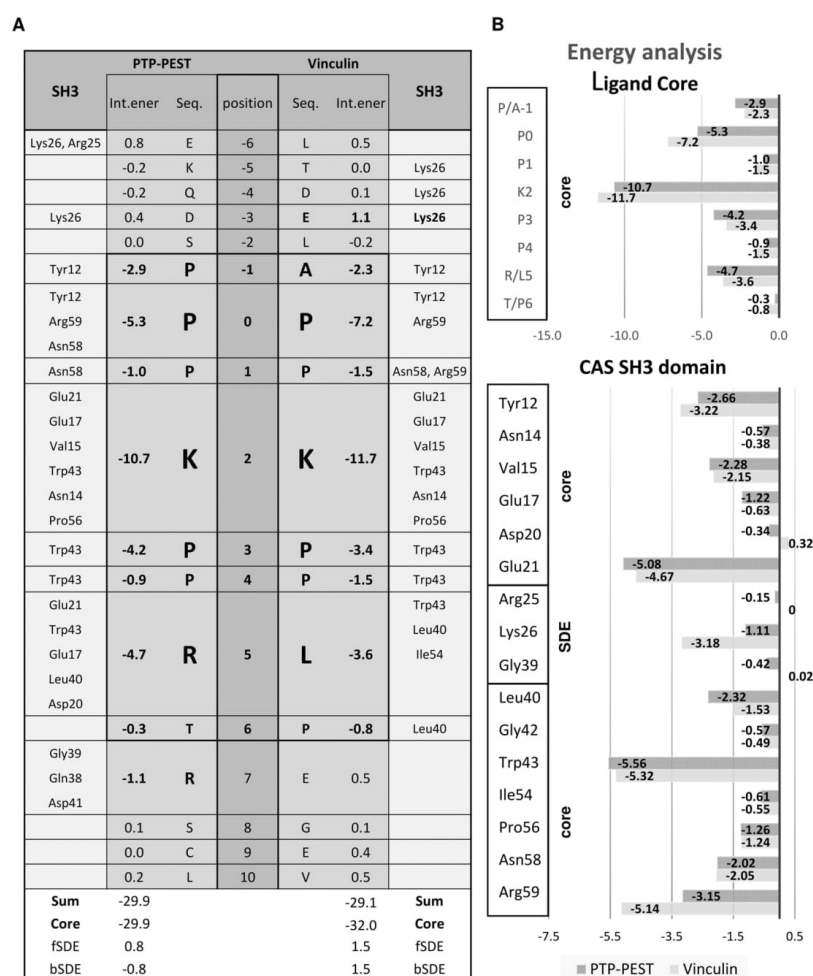 A
PTP-PEST Vinculin
SH3 Int.ener Seq. position Seq. Int.ener SH3
Lys26, Arg25 0.8 E -6 L 0.5
-0.2 K -5 T 0.0 Lys26
-0.2 Q -4 D 0.1 Lys26
Lys26 0.4 D -3 E 1.1 Lys26
0.0 S -2 L -0.2
Tyr12 -2.9 P -1 A -2.3 Tyr12
Tyr12 Tyr12
Arg59 -5.3 P 0 P -7.2 Arg59
Asn58
Asn58 -1.0 P 1 P -1.5 Asn58, Arg59
Glu21 Glu21
Glu17 Glu17
Val15 Val15
-10.7 K 2 K -11.7
Trp43 Trp43
Asn14 Asn14
Pro56 Pro56
Trp43 -4.2 P 3 P -3.4 Trp43
Trp43 -0.9 P 4 P -1.5 Trp43
Glu21 Trp43
Trp43 Leu40
Glu17 -4.7 R 5 L -3.6 Ile54
Leu40
Asp20
-0.3 T 6 P -0.8 Leu40
Gly39
Gln38 -1.1 R 7 E 0.5
Asp41
0.1 S 8 G 0.1
0.0 C 9 E 0.4
0.2 L 10 V 0.5
Sum -29.9 -29.1 Sum
Core -29.9 -32.0 Core
fSDE 0.8 1.5 fSDE
bSDE -0.8 1.5 bSDE
B
Energy analysis
Ligand Core
P/A-1 -2.9
-2.3
P0 -5.3
-7.2
P1 -1.0
-1.5
K2 -10.7
-11.7
core
P3 -4.2
-3.4
P4 -0.9
-1.5
R/L5 -4.7
-3.6
T/P6 -0.3
-0.8
-15.0 -10.0 -5.0 0.0
CAS SH3 domain
Tyr12 -2.66
-3.22
Asn14 -0.57
-0.38
Val15 -2.28
-2.15
core
Glu17 -1.22
-0.63
Asp20 -0.34
0.32
Glu21 -5.08
-4.67
Arg25 -0.15
0
SDE
Lys26 -1.11
-3.18
Gly39 -0.42
0.02
Leu40 -2.32
-1.53
Gly42 -0.57
-0.49
Trp43 -5.56
-5.32
core
Ile54 -0.61
-0.55
Pro56 -1.26
-1.24
Asn58 -2.02
-2.05
Arg59 -3.15
-5.14
-7.5 -5.5 -3.5 -1.5 0.5
PTP-PEST Vinculin